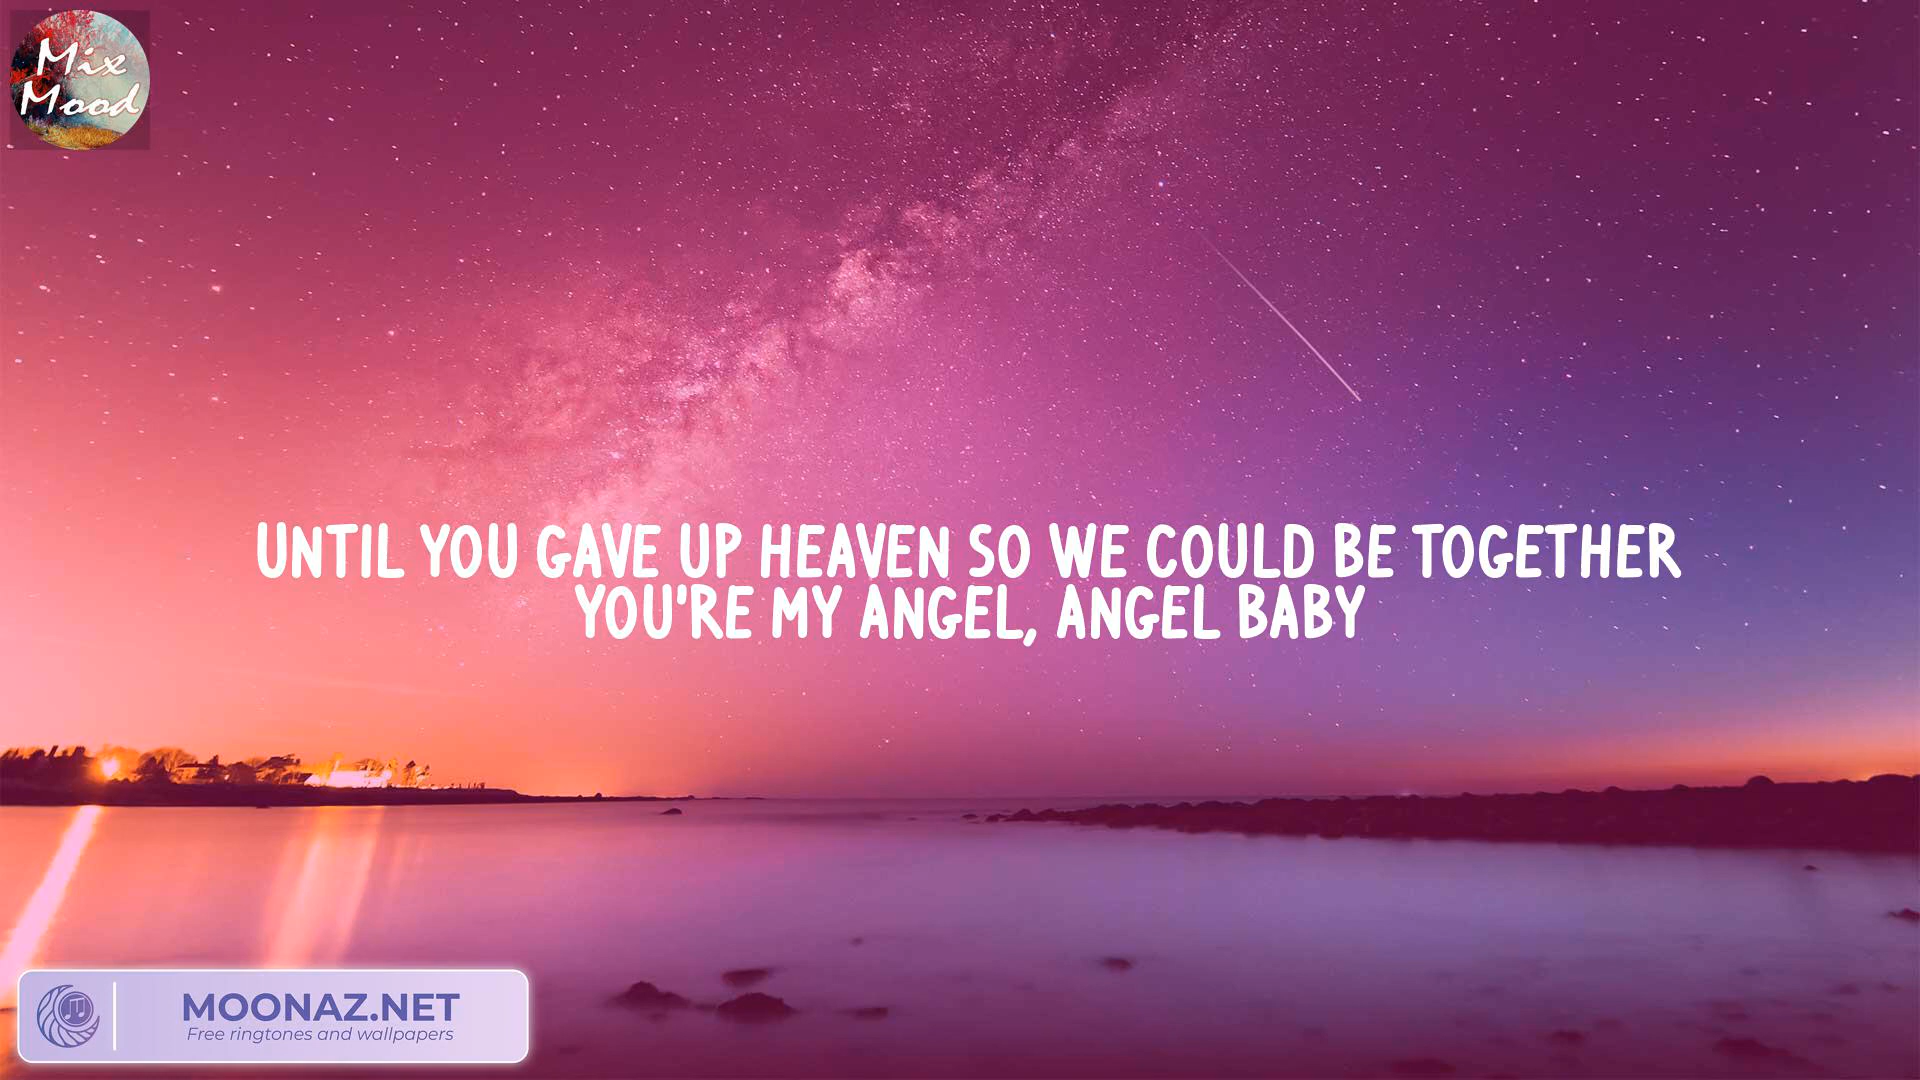 Mix
Mood
UNTIL YOU GAVE UP HEAVEN SO WE COULD BE TOGETHER
YOU'RE MY ANGEL, ANGEL BABY
MOONAZ.NET
Free ringtones and wallpapers